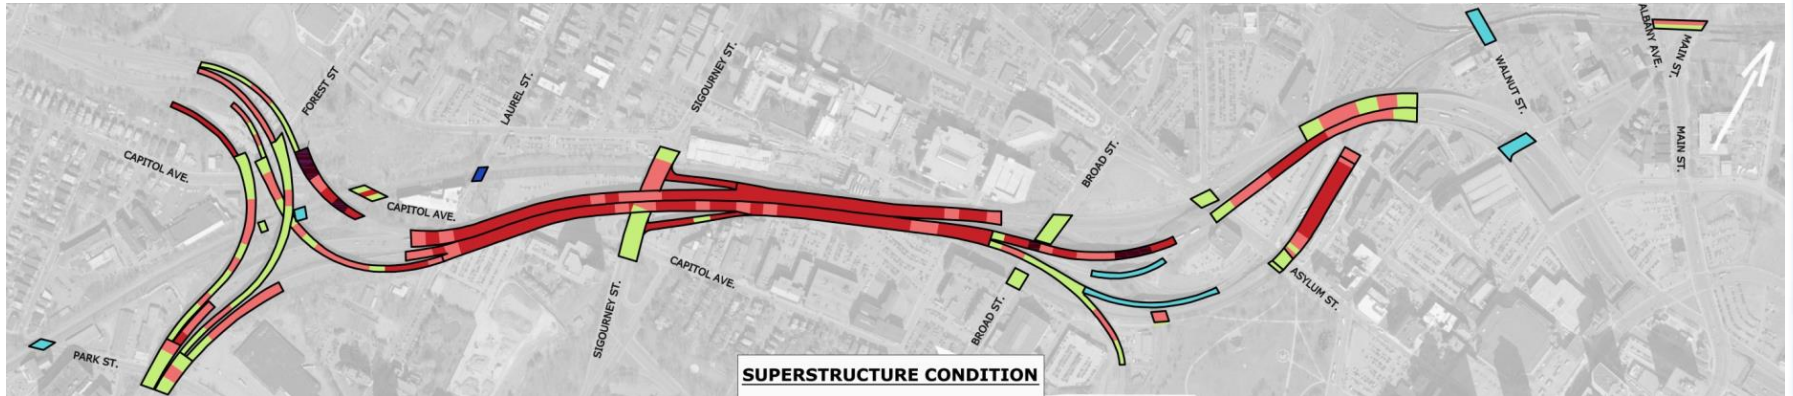 ALBANY AVE.
MAIN ST.
WALNUT ST.
FOREST ST
LAUREL ST.
SIGOURNEY ST.
MAIN ST.
CAPITOL AVE.
BROAD ST.
CAPITOL AVE.
CAPITOL AVE.
ASYLUM ST.
SIGOURNEY ST.
BROAD ST.
PARK ST.
SUPERSTRUCTURE CONDITION